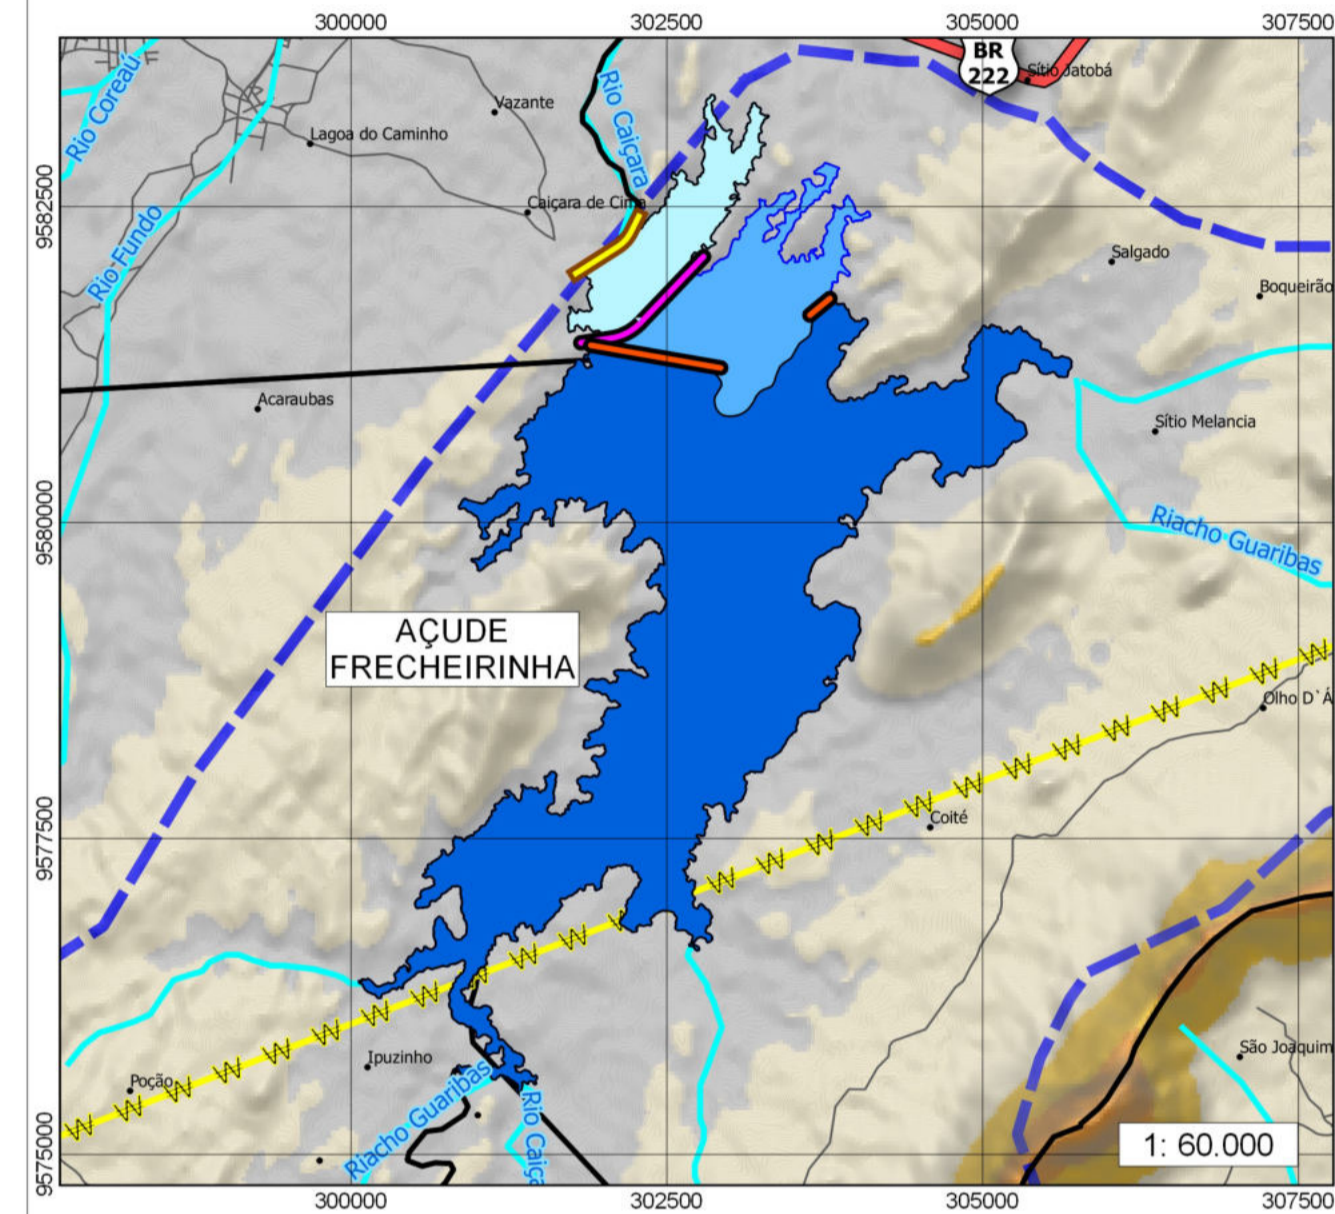 300000 302500 305000 307500
BR
222
Sítio Jatobá
Rio Coreaú
Vazante
Rio Caiçara
Lagoa do Caminho
9582500
Caiçara de Cima
Rio Fundo
Salgado
Boqueirão
Acaraubas
Sítio Melancia
9580000
Riacho Guaribas
AÇUDE
FRECHEIRINHA
Olho D`Á
9577500
Coité
Ipuzinho
São Joaquim
Poção
Riacho Guaribas
Rio Caiça
9575000
1: 60.000
300000 302500 305000 307500